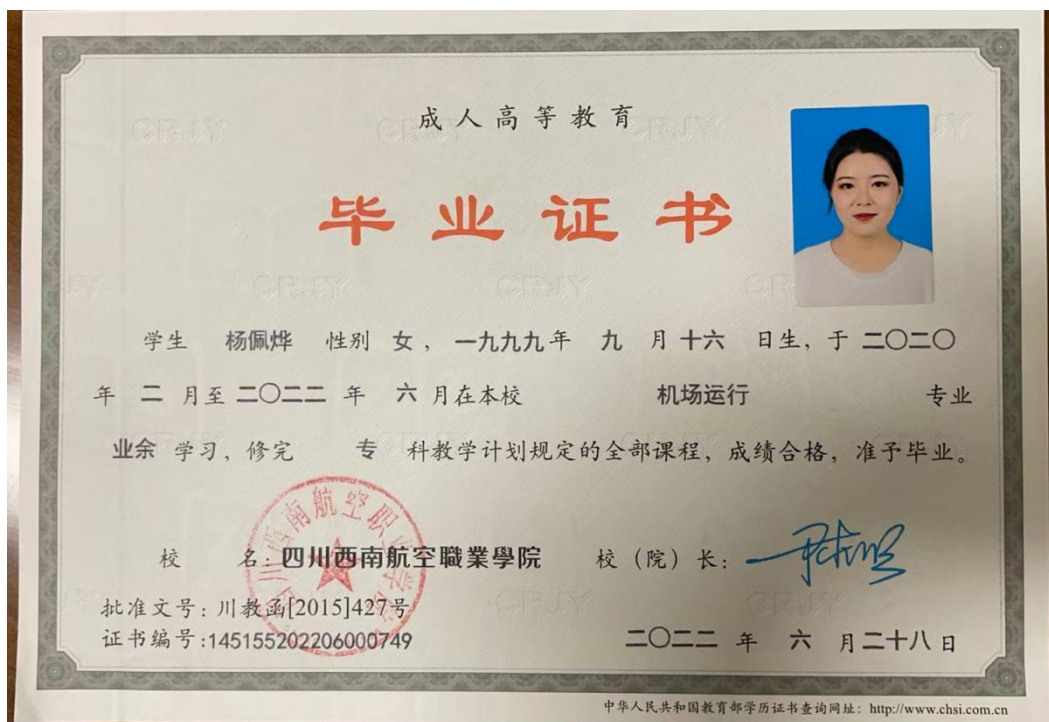 成人高等教育
毕业证书
学生 杨佩烨 性别 女，一九九九年 九 月 十六 日生，于 二〇二〇
年 二 月至 二〇二二 年 六 月在本校 机场运行 专业
业余 学习，修完 专 科教学计划规定的全部课程，成绩合格，准予毕业。
校 名：四川西南航空職業學院 校（院）长：
批准文号：川教函[2015]427号
证书编号：145155202206000749
二〇二二 年 六 月二十八日
中华人民共和国教育部学历证书查询网址：http://www.chsi.com.cn
CRJY